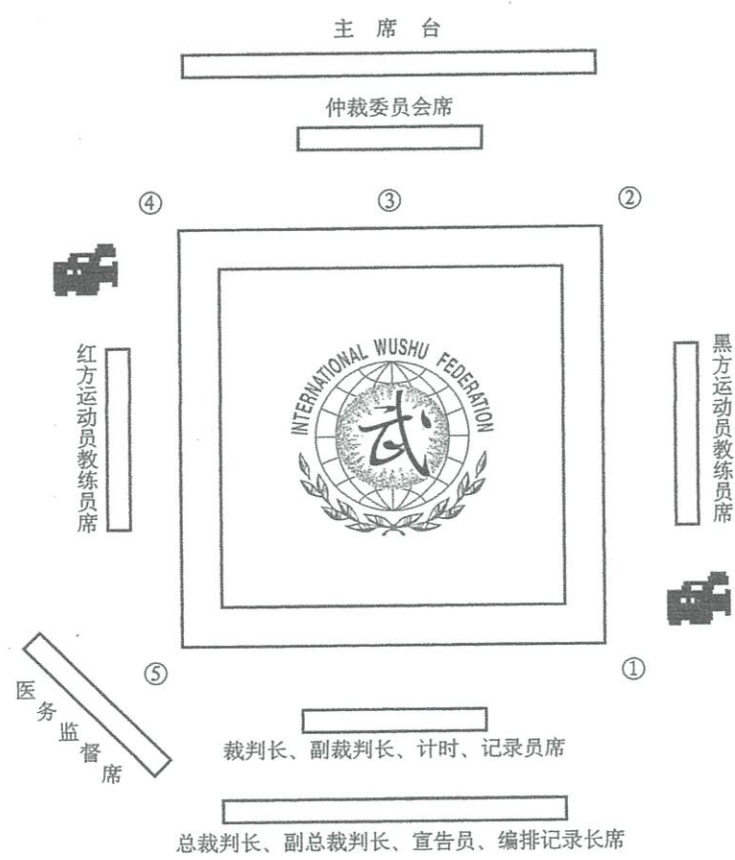 主席台
仲裁委员会席
④ ③ ②
红方运动员教练员席
INTERNATIONAL WUSHU FEDERATION
武
黑方运动员教练员席
⑤ ①
医务监督席
裁判长、副裁判长、计时、记录员席
总裁判长、副总裁判长、宣告员、编排记录长席